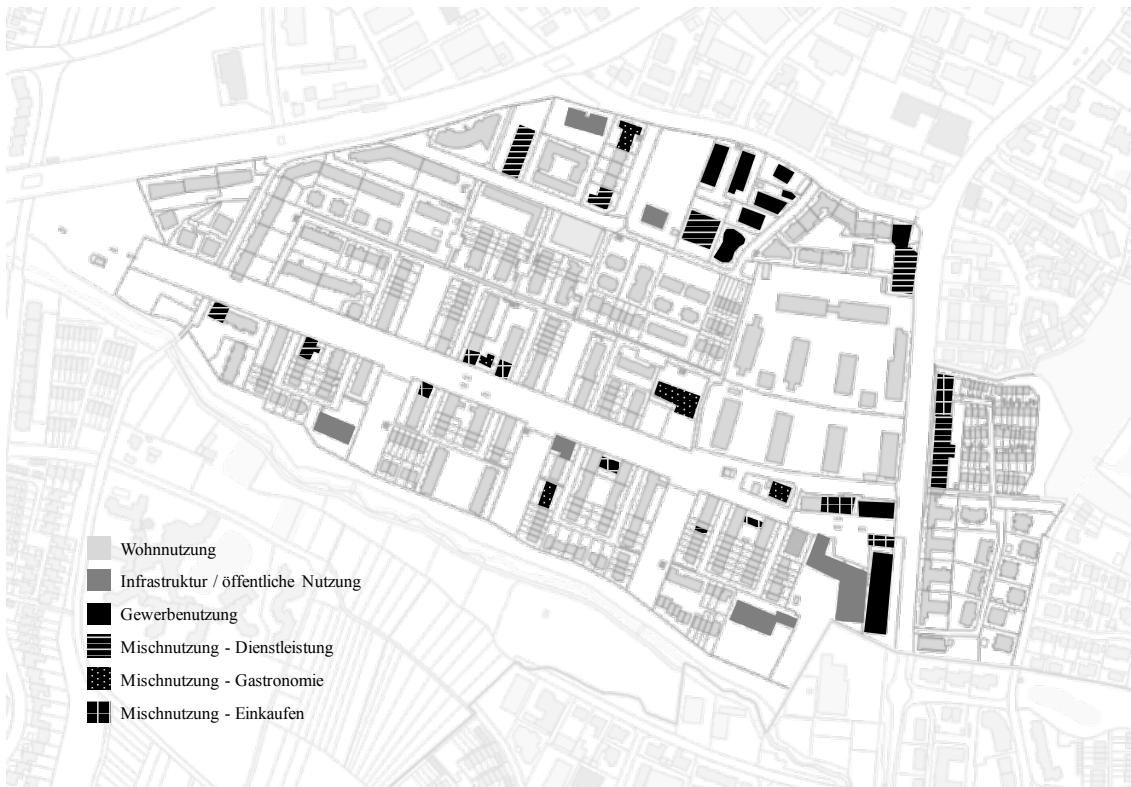 Wohnnutzung
Infrastruktur / öffentliche Nutzung
Gewerbenutzung
Mischnutzung - Dienstleistung
Mischnutzung - Gastronomie
Mischnutzung - Einkaufen